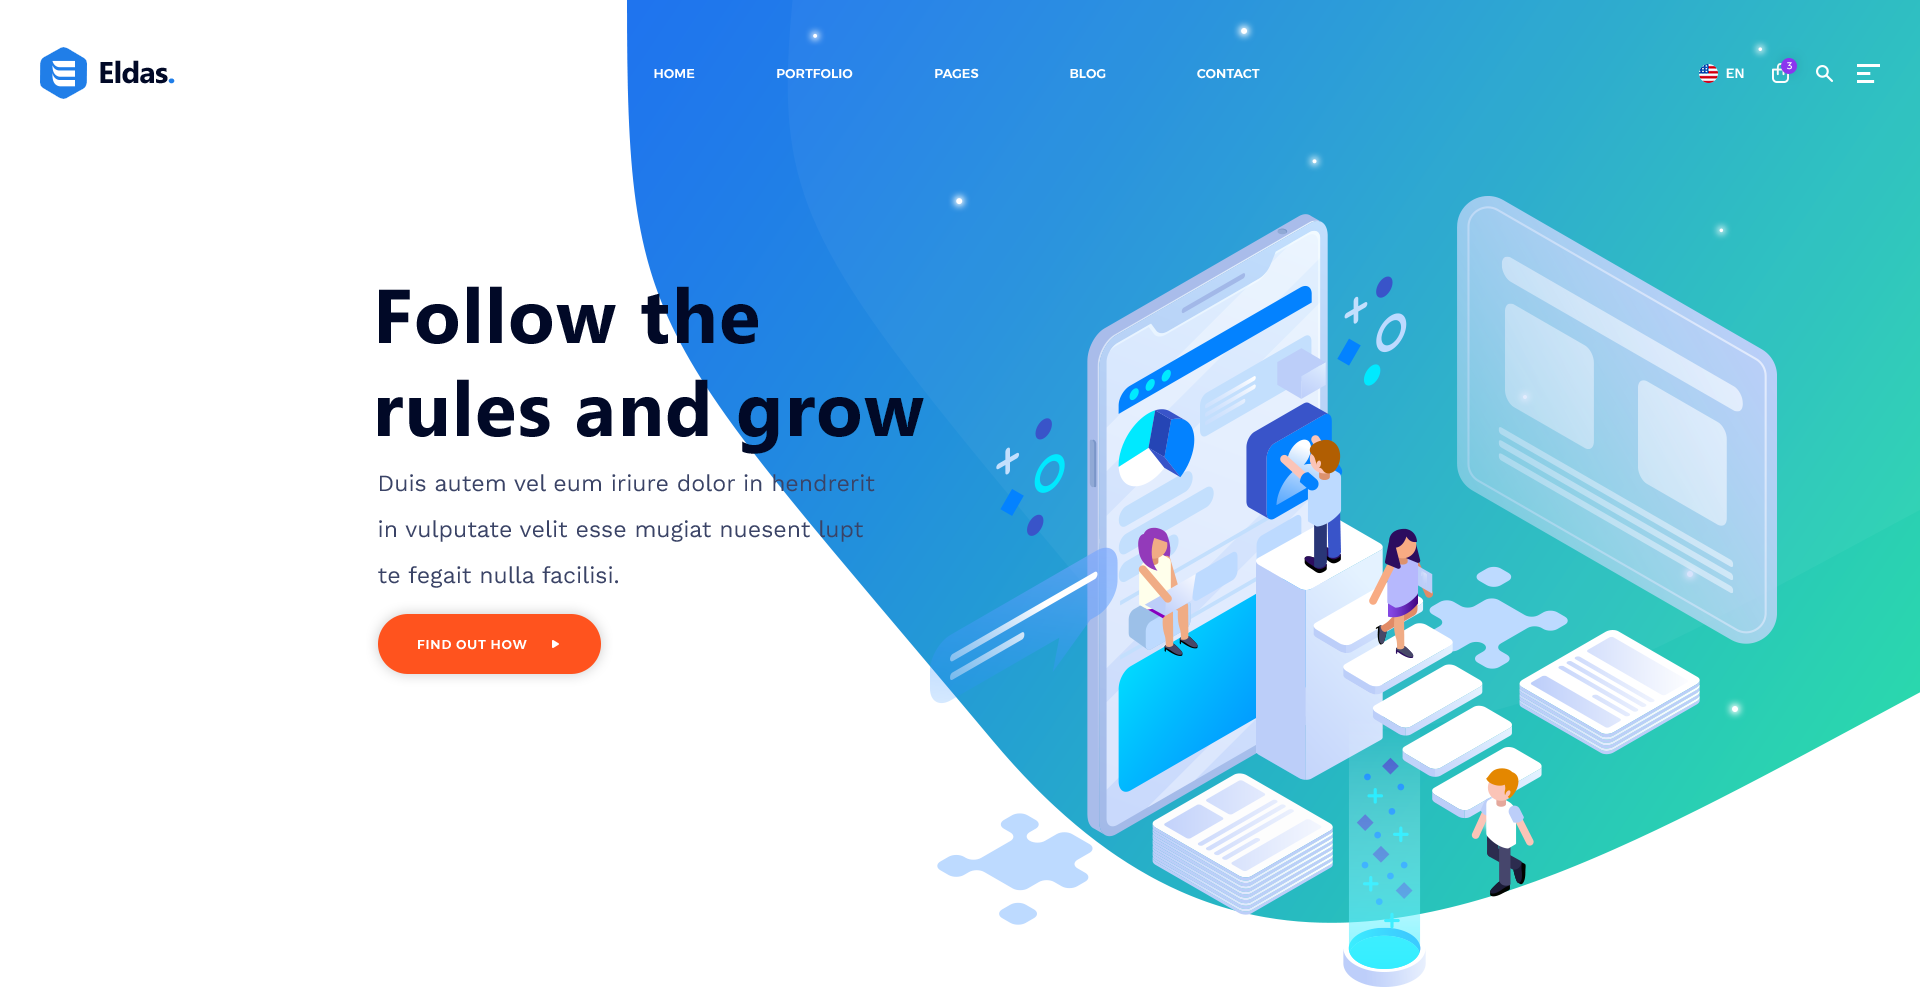 Eldas.
HOME
PORTFOLIO
PAGES
BLOG
CONTACT
EN
3
Follow the
rules and grow
Duis autem vel eum iriure dolor in hendrerit
in vulputate velit esse mugiat nuesent lupt
te fegait nulla facilisi.
FIND OUT HOW